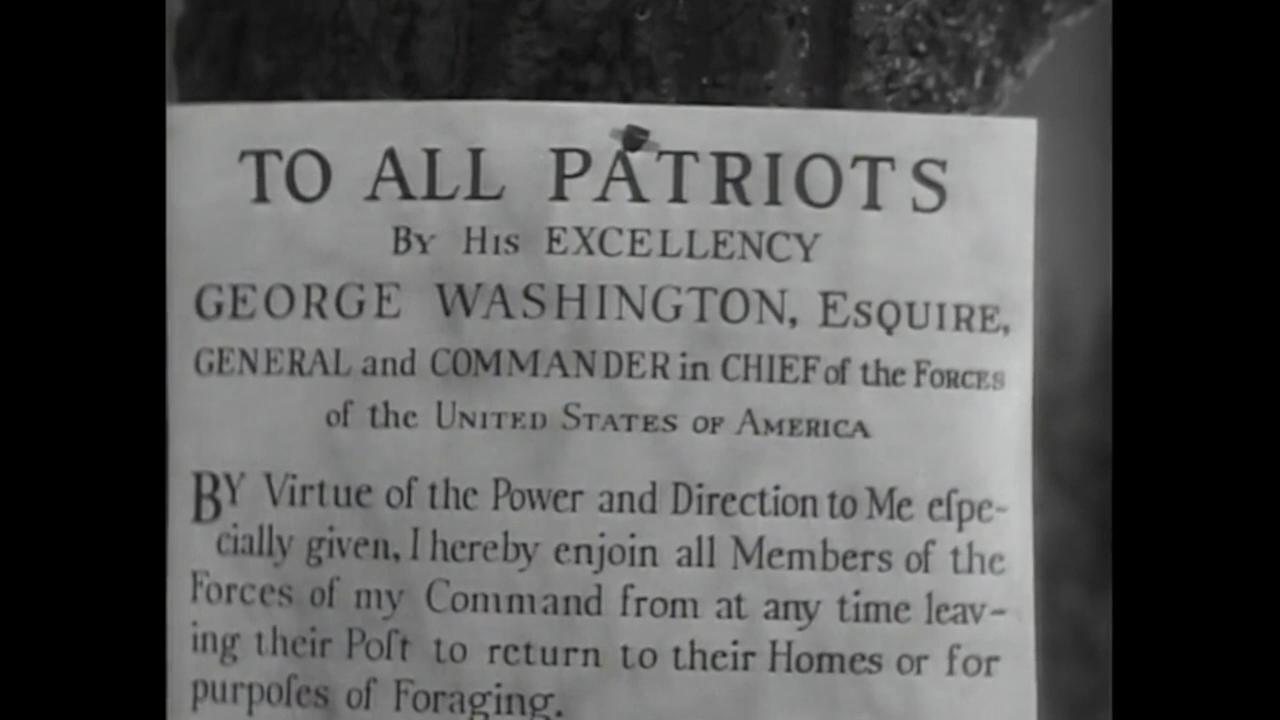 TO ALL PATRIOTS
BY HIS EXCELLENCY
GEORGE WASHINGTON, ESQUIRE,
GENERAL and COMMANDER in CHIEF of the FORCES
of the UNITED STATES OF AMERICA
BY Virtue of the Power and Direction to Me eſpe-
cially given, I hereby enjoin all Members of the
Forces of my Command from at any time leav-
ing their Poſt to return to their Homes or for
purpoſes of Foraging.